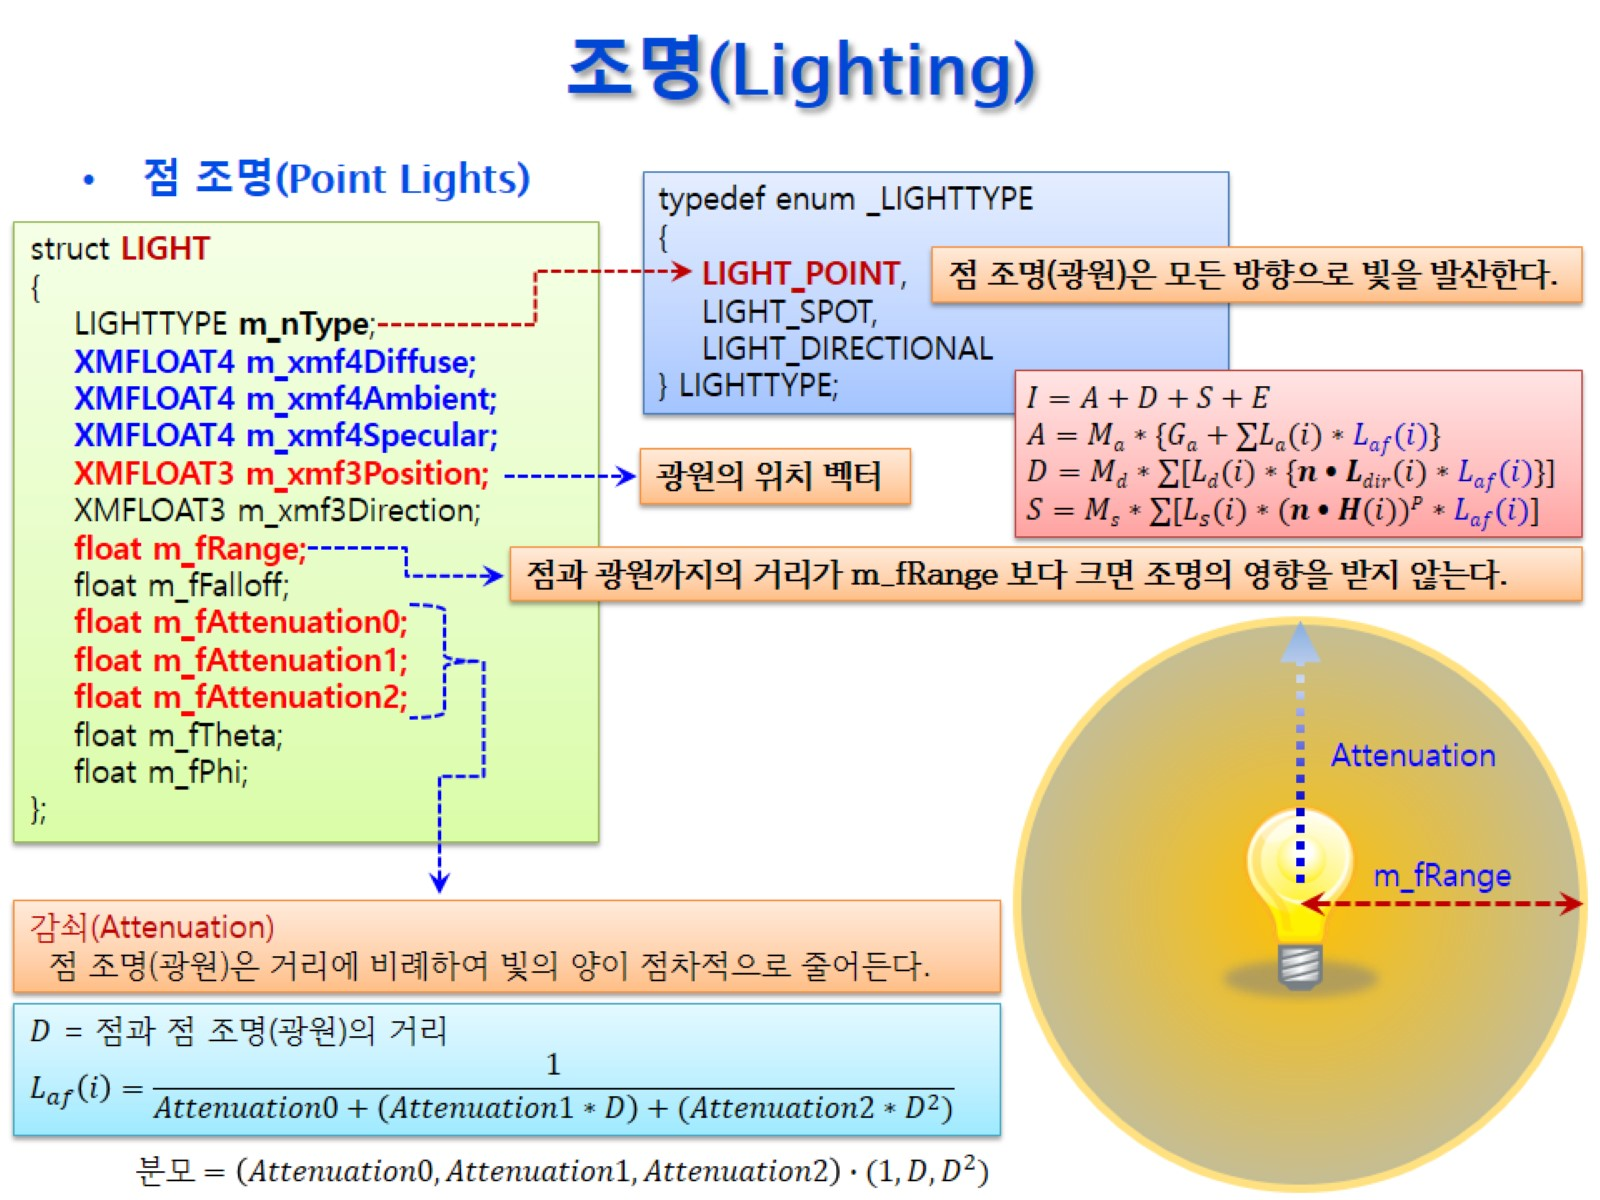 조명(Lighting)
• 점 조명(Point Lights)
struct LIGHT
{
LIGHTTYPE m_nType;
XMFLOAT4 m_xmf4Diffuse;
XMFLOAT4 m_xmf4Ambient;
XMFLOAT4 m_xmf4Specular;
XMFLOAT3 m_xmf3Position;
XMFLOAT3 m_xmf3Direction;
float m_fRange;
float m_fFalloff;
float m_fAttenuation0;
float m_fAttenuation1;
float m_fAttenuation2;
float m_fTheta;
float m_fPhi;
};
typedef enum _LIGHTTYPE
{
LIGHT_POINT,
LIGHT_SPOT,
LIGHT_DIRECTIONAL
} LIGHTTYPE;
점 조명(광원)은 모든 방향으로 빛을 발산한다.
I = A + D + S + E
A = Mₐ * {Gₐ + ∑Lₐ(i) * L_af(i)}
D = M_d * ∑[L_d(i) * {n • L_dir(i) * L_af(i)}]
S = Mₛ * ∑[Lₛ(i) * (n • H(i))^P * L_af(i)]
광원의 위치 벡터
점과 광원까지의 거리가 m_fRange 보다 크면 조명의 영향을 받지 않는다.
Attenuation
m_fRange
감쇠(Attenuation)
점 조명(광원)은 거리에 비례하여 빛의 양이 점차적으로 줄어든다.
D = 점과 점 조명(광원)의 거리
L_af(i) = 1 / (Attenuation0 + (Attenuation1 * D) + (Attenuation2 * D²))
분모 = (Attenuation0, Attenuation1, Attenuation2) · (1, D, D²)